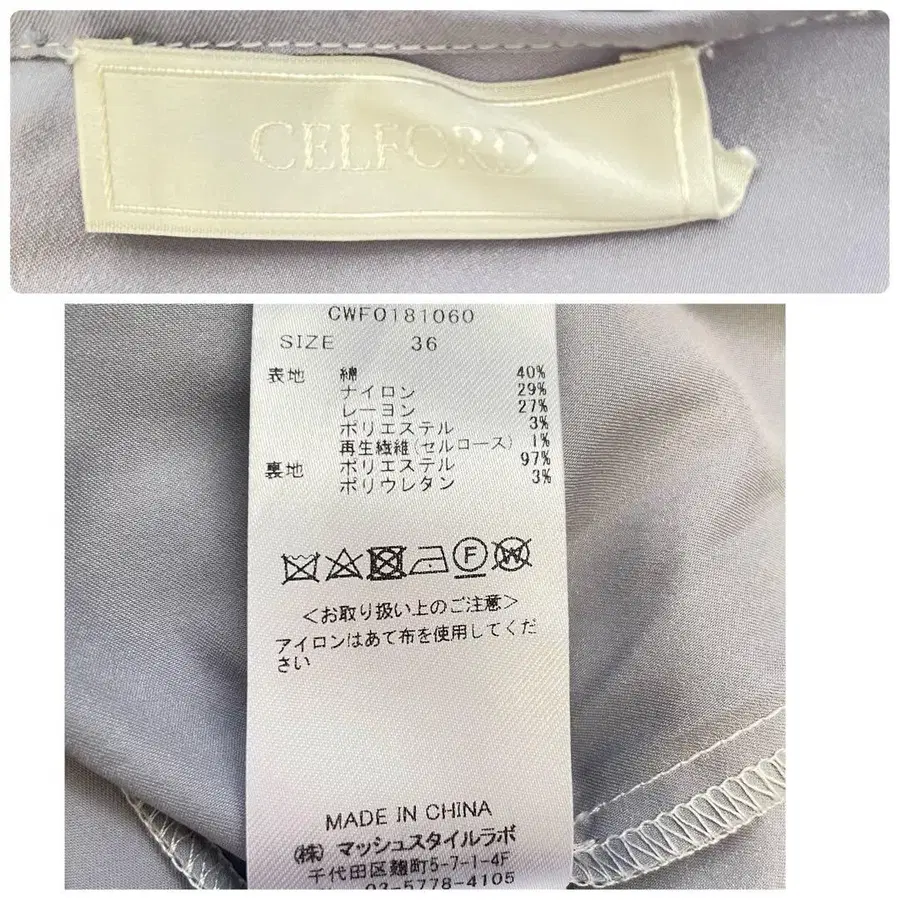 CELFORD
CWF0181060
SIZE 36
表地 綿 40%
ナイロン 29%
レーヨン 27%
ポリエステル 3%
再生繊維(セルロース) 1%
裏地 ポリエステル 97%
ポリウレタン 3%
F W
<お取り扱い上のご注意>
アイロンはあて布を使用してくだ
さい
MADE IN CHINA
(株) マッシュスタイルラボ
千代田区麹町5-7-1-4F
03-5778-4105